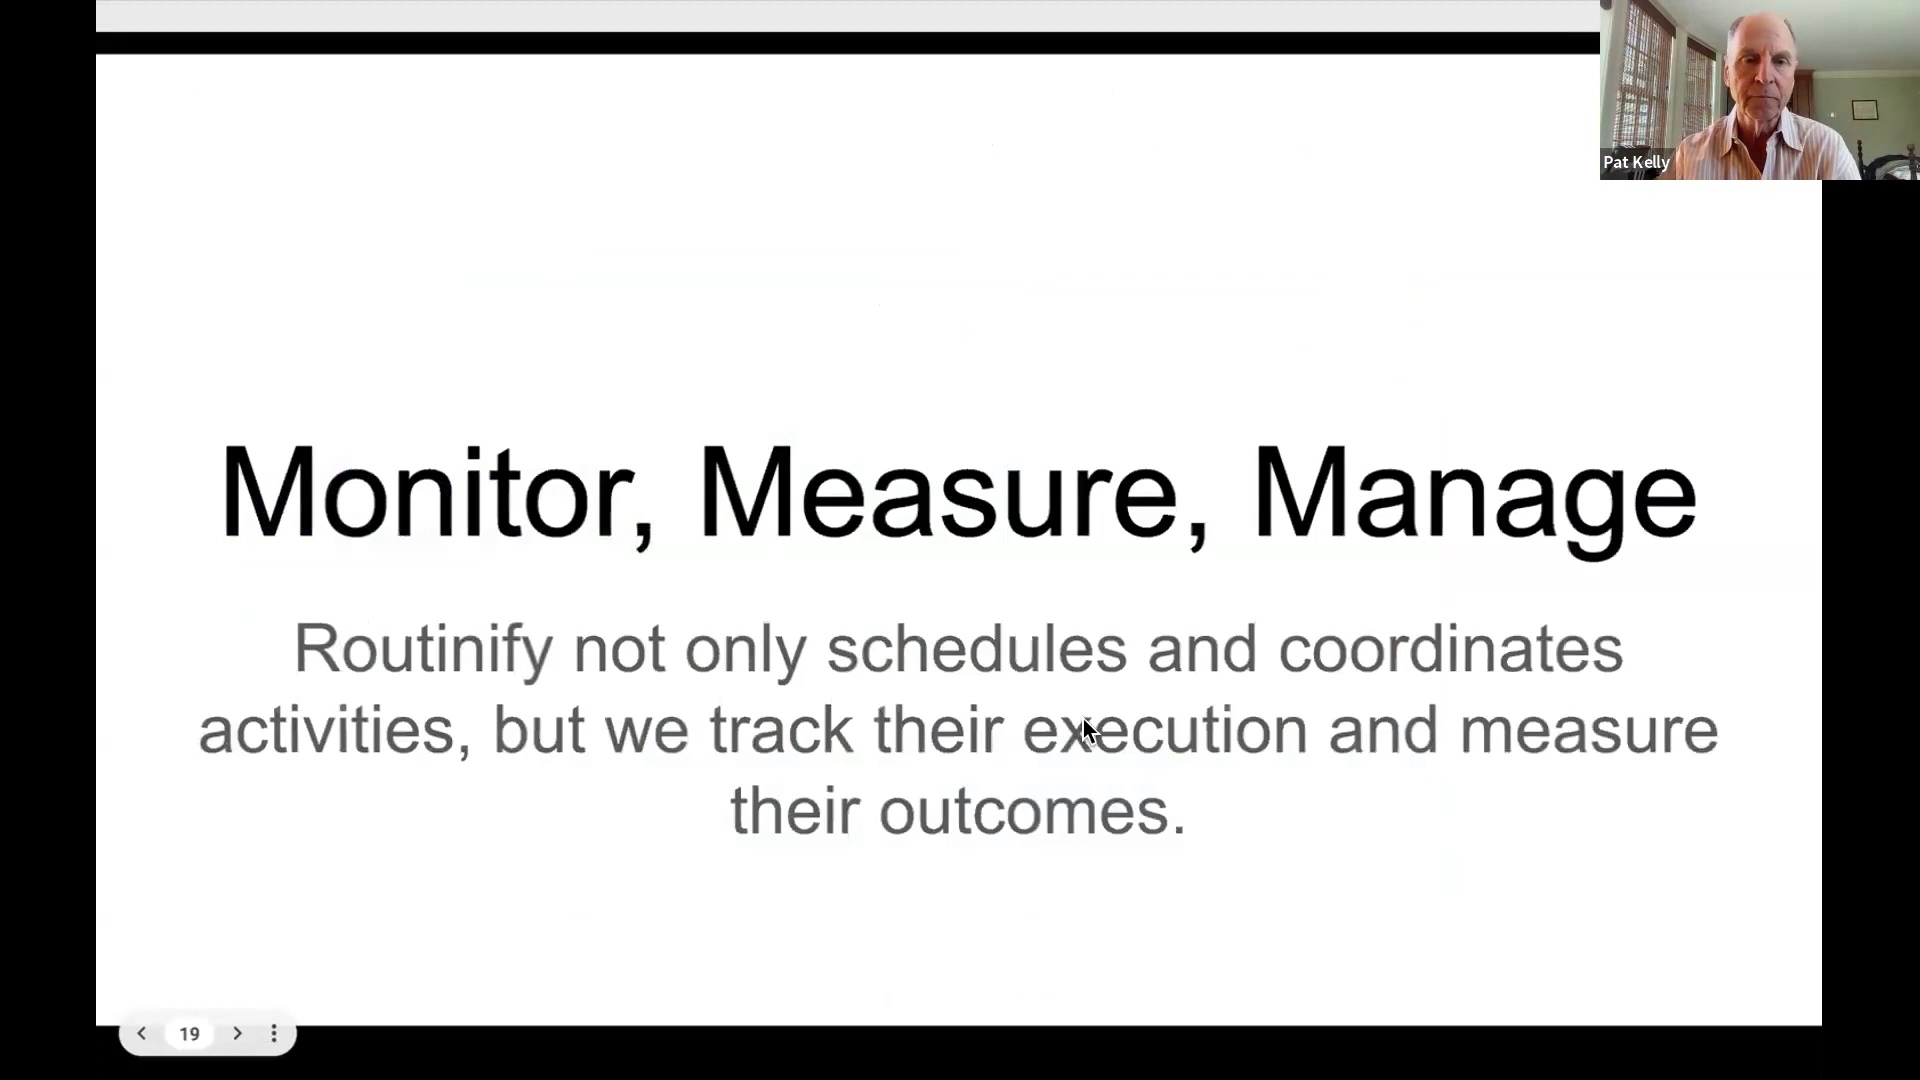 Pat Kelly
Monitor, Measure, Manage
Routinify not only schedules and coordinates
activities, but we track their execution and measure
their outcomes.
19